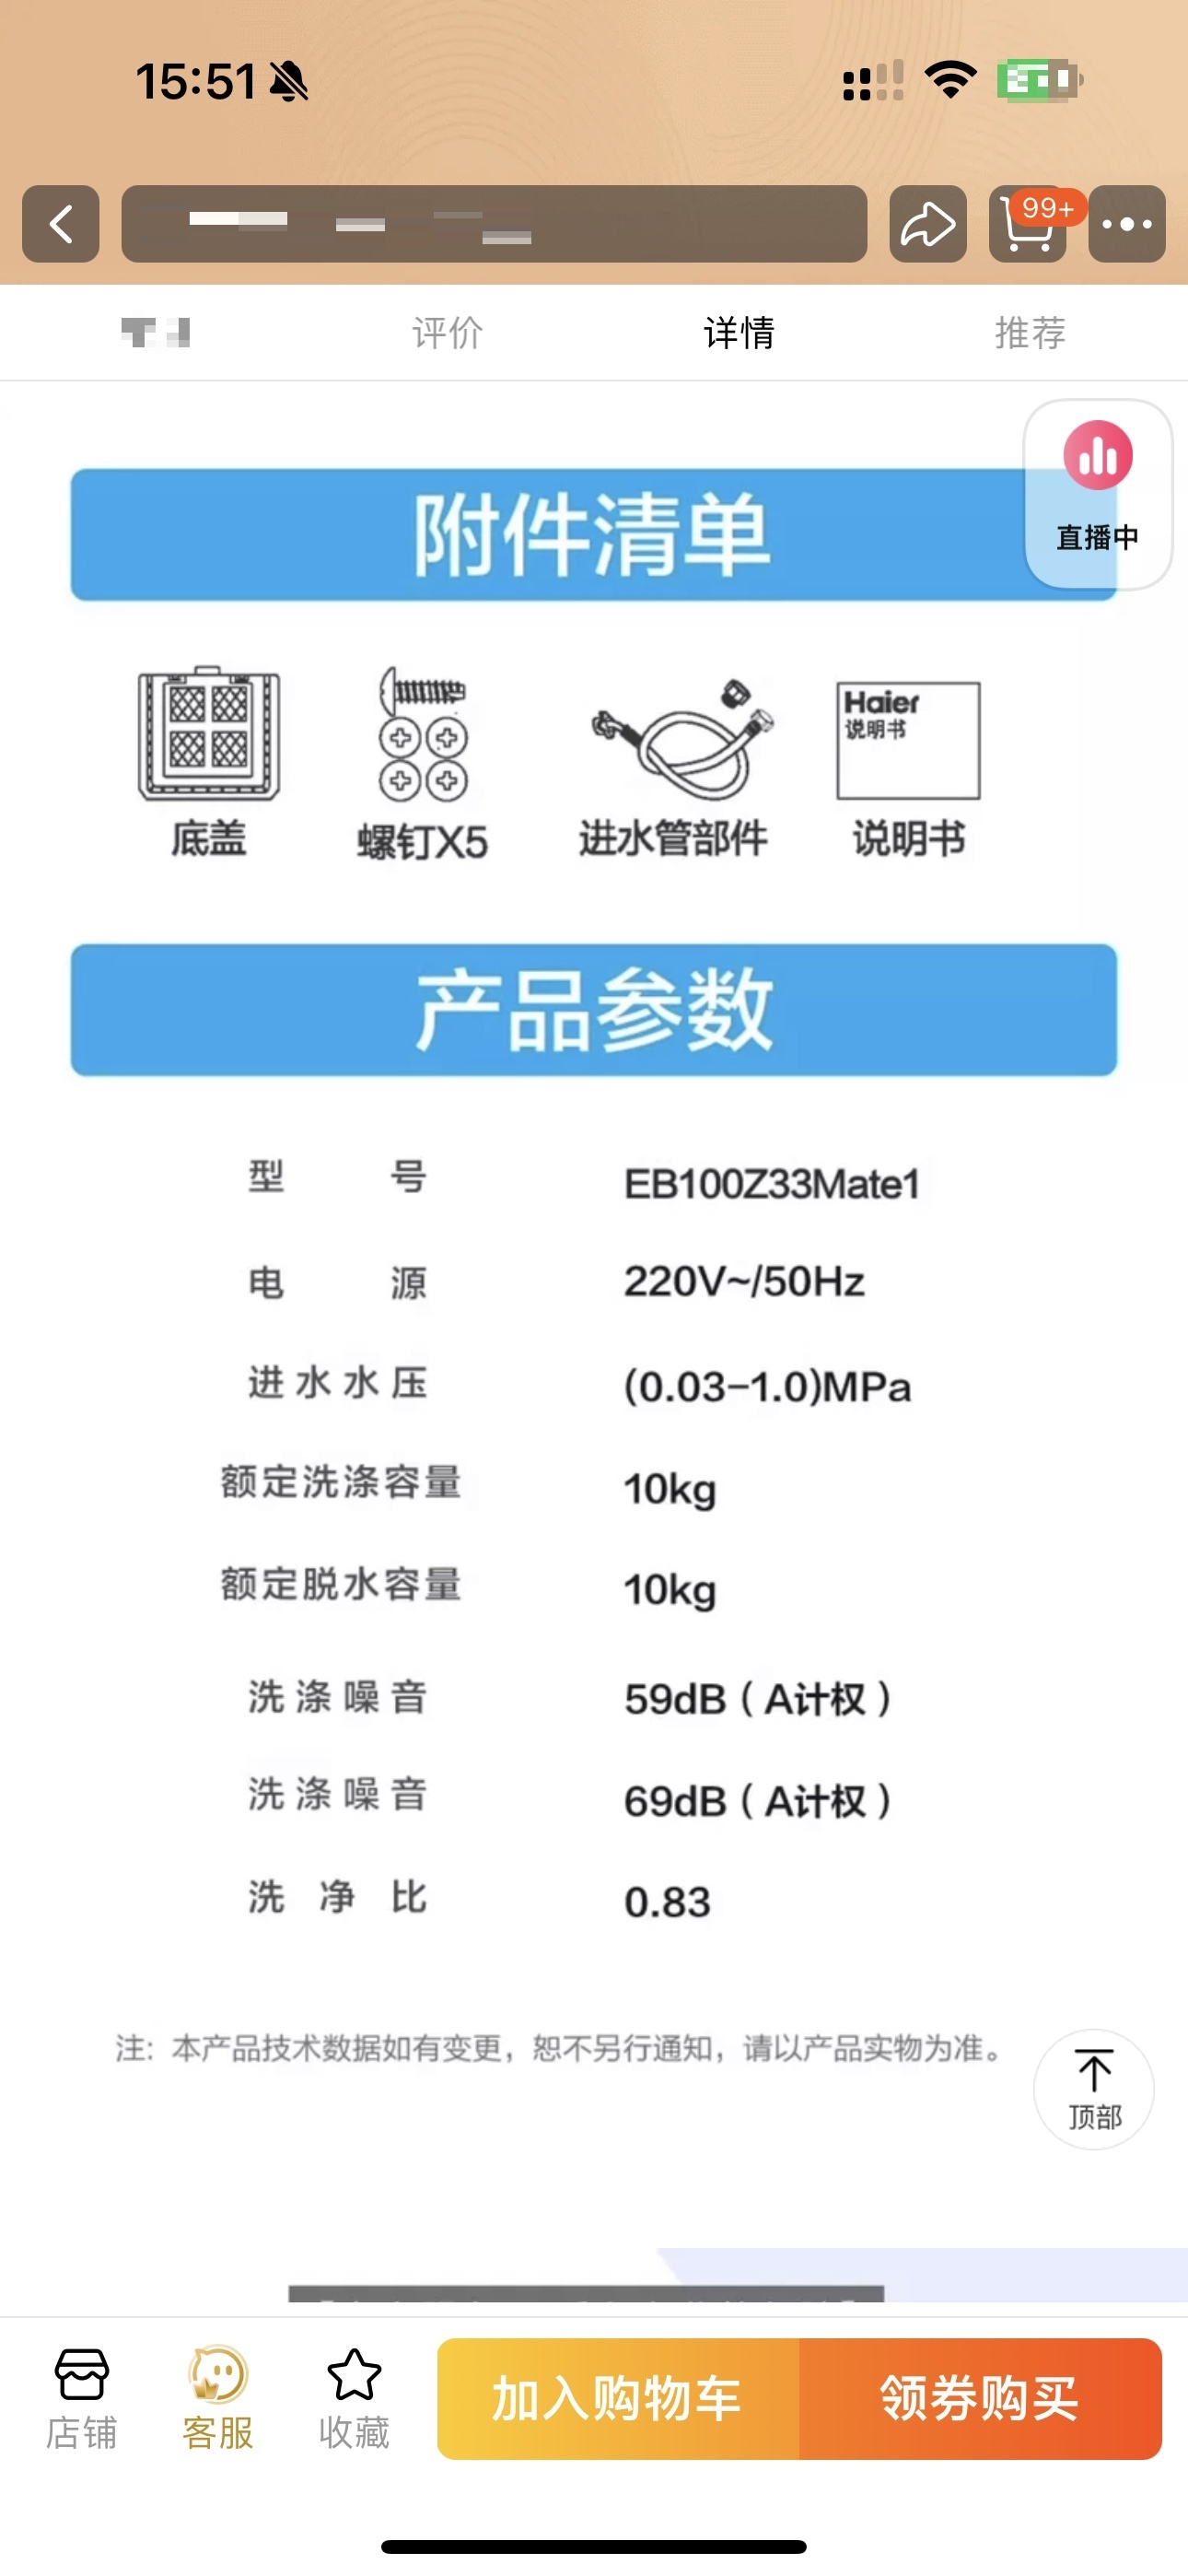 15:51
99+
评价
详情
推荐
直播中
附件清单
Haier
说明书
底盖
螺钉X5
进水管部件
说明书
产品参数
型号 EB100Z33Mate1
电源 220V~/50Hz
进水水压 (0.03-1.0)MPa
额定洗涤容量 10kg
额定脱水容量 10kg
洗涤噪音 59dB（A计权）
洗涤噪音 69dB（A计权）
洗净比 0.83
注: 本产品技术数据如有变更，恕不另行通知，请以产品实物为准。
顶部
店铺
客服
收藏
加入购物车
领券购买